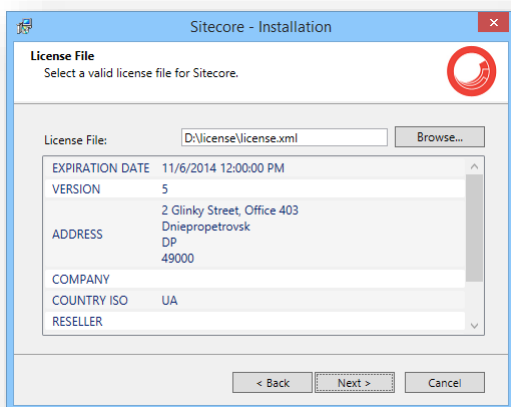 Sitecore - Installation
License File
Select a valid license file for Sitecore.
License File: D:\license\license.xml Browse...
EXPIRATION DATE 11/6/2014 12:00:00 PM
VERSION 5
ADDRESS 2 Glinky Street, Office 403
Dniepropetrovsk
DP
49000
COMPANY
COUNTRY ISO UA
RESELLER
< Back Next > Cancel